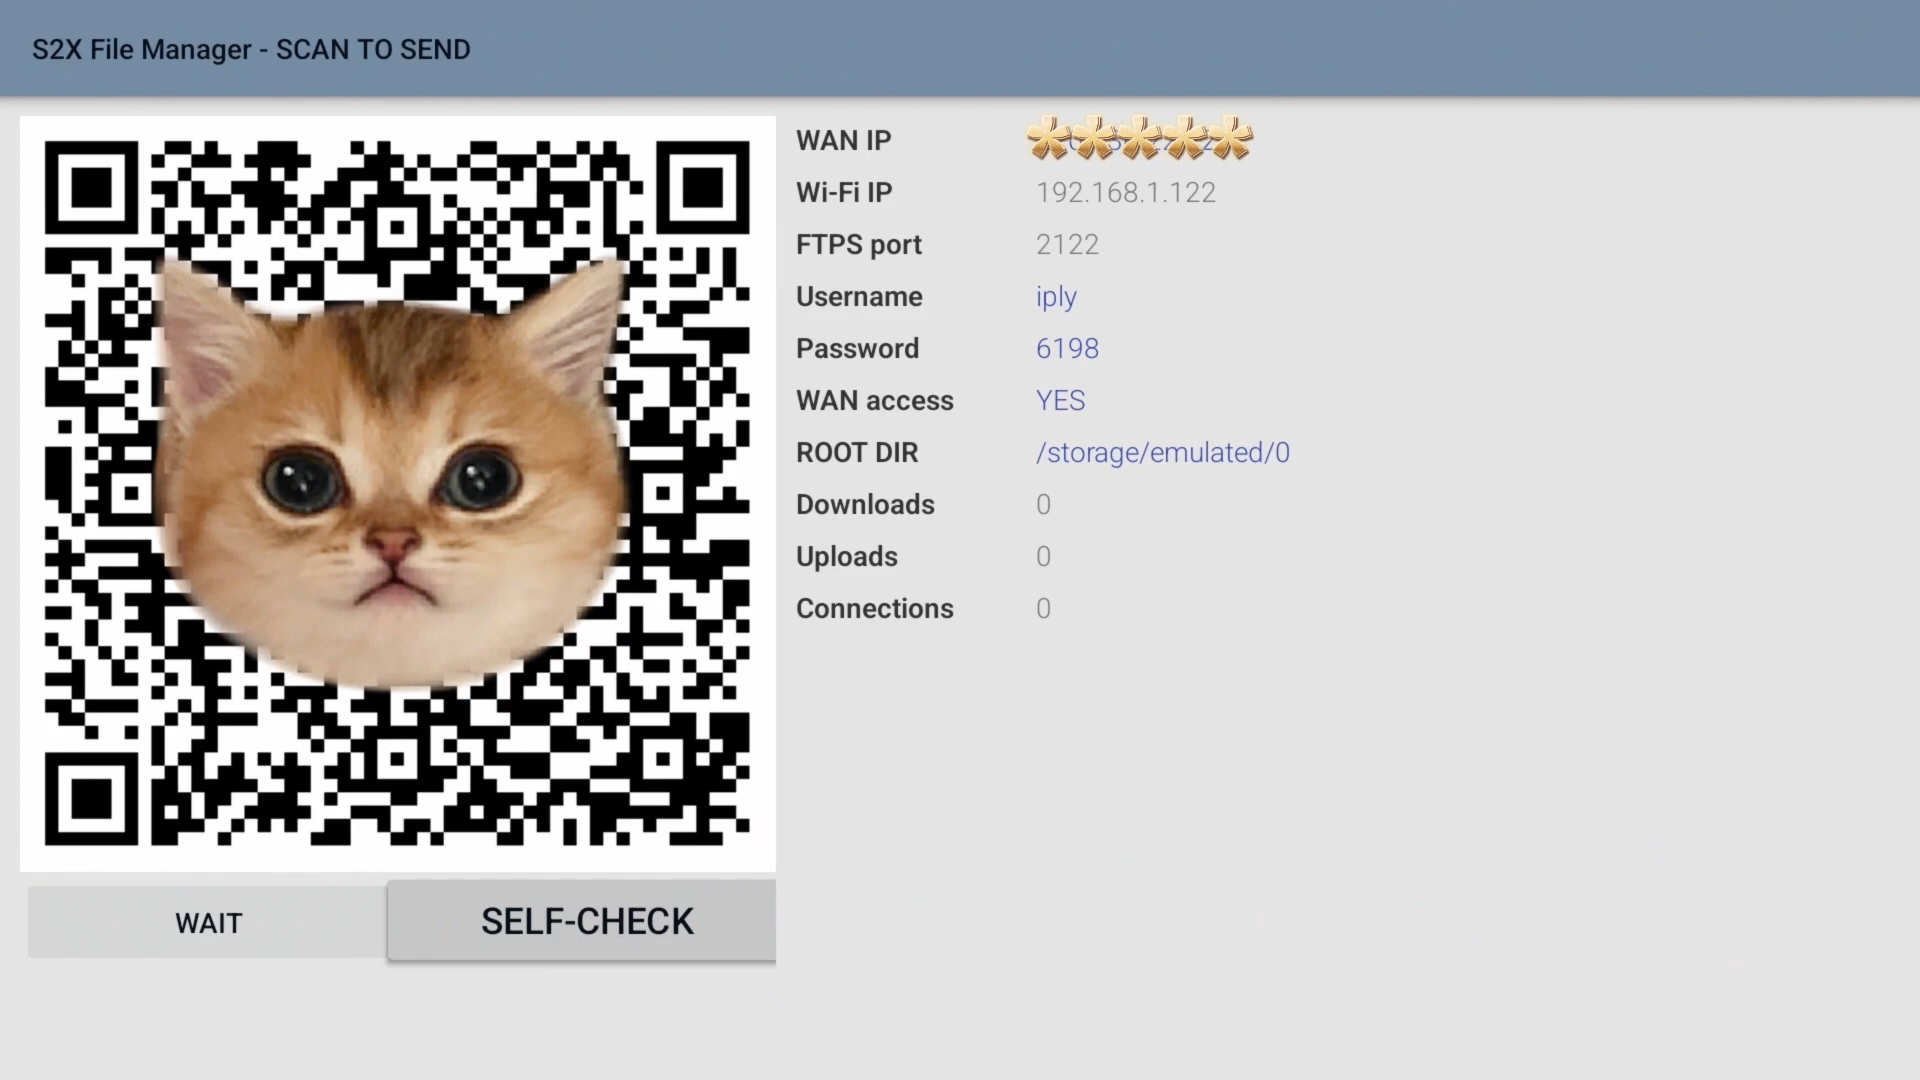 S2X File Manager - SCAN TO SEND
WAN IP
Wi-Fi IP 192.168.1.122
FTPS port 2122
Username iply
Password 6198
WAN access YES
ROOT DIR /storage/emulated/0
Downloads 0
Uploads 0
Connections 0
WAIT SELF-CHECK